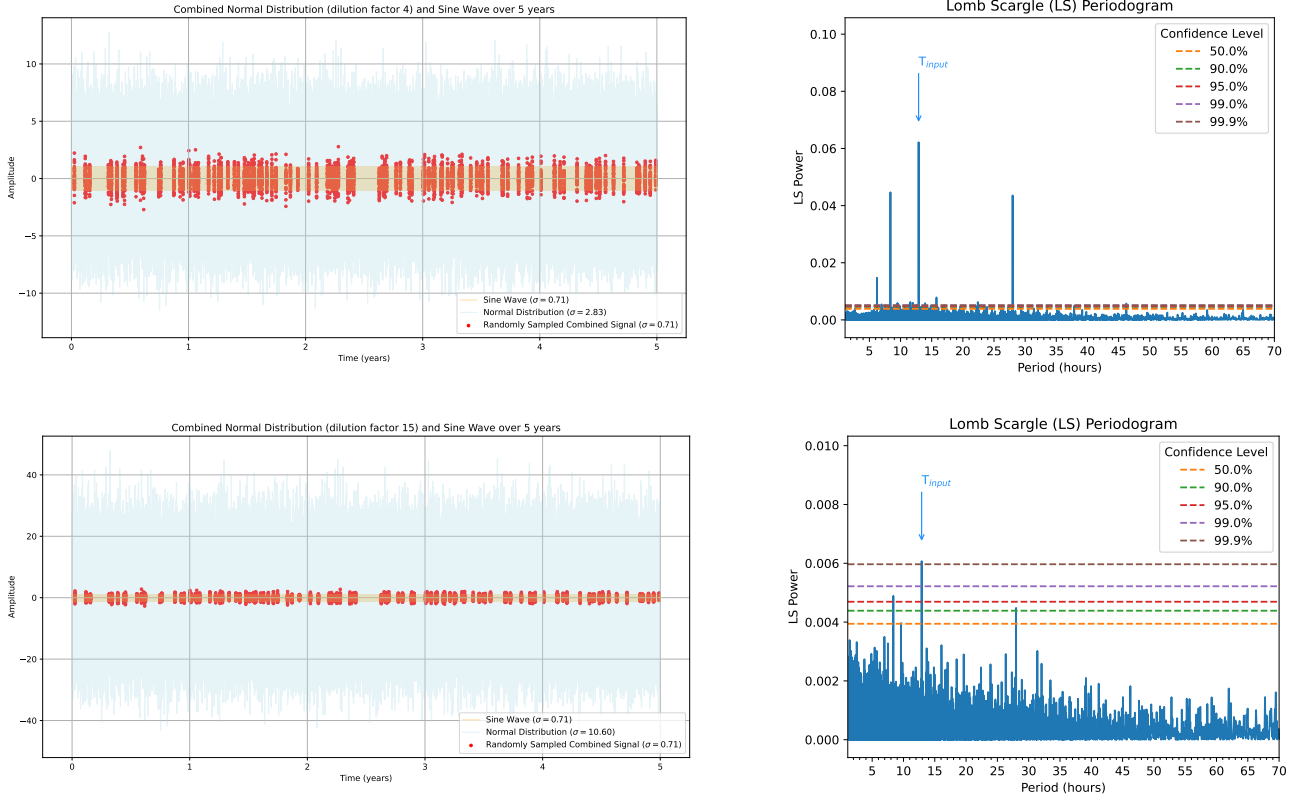 Combined Normal Distribution (dilution factor 4) and Sine Wave over 5 years
10
5
0
−5
−10
Amplitude
Sine Wave (σ = 0.71)
Normal Distribution (σ = 2.83)
Randomly Sampled Combined Signal (σ = 0.71)
0 1 2 3 4 5
Time (years)
Lomb Scargle (LS) Periodogram
0.10
0.08
0.06
0.04
0.02
0.00
LS Power
T_input
Confidence Level
50.0%
90.0%
95.0%
99.0%
99.9%
5 10 15 20 25 30 35 40 45 50 55 60 65 70
Period (hours)
Combined Normal Distribution (dilution factor 15) and Sine Wave over 5 years
40
20
0
−20
−40
Amplitude
Sine Wave (σ = 0.71)
Normal Distribution (σ = 10.60)
Randomly Sampled Combined Signal (σ = 0.71)
0 1 2 3 4 5
Time (years)
Lomb Scargle (LS) Periodogram
0.010
0.008
0.006
0.004
0.002
0.000
LS Power
T_input
Confidence Level
50.0%
90.0%
95.0%
99.0%
99.9%
5 10 15 20 25 30 35 40 45 50 55 60 65 70
Period (hours)